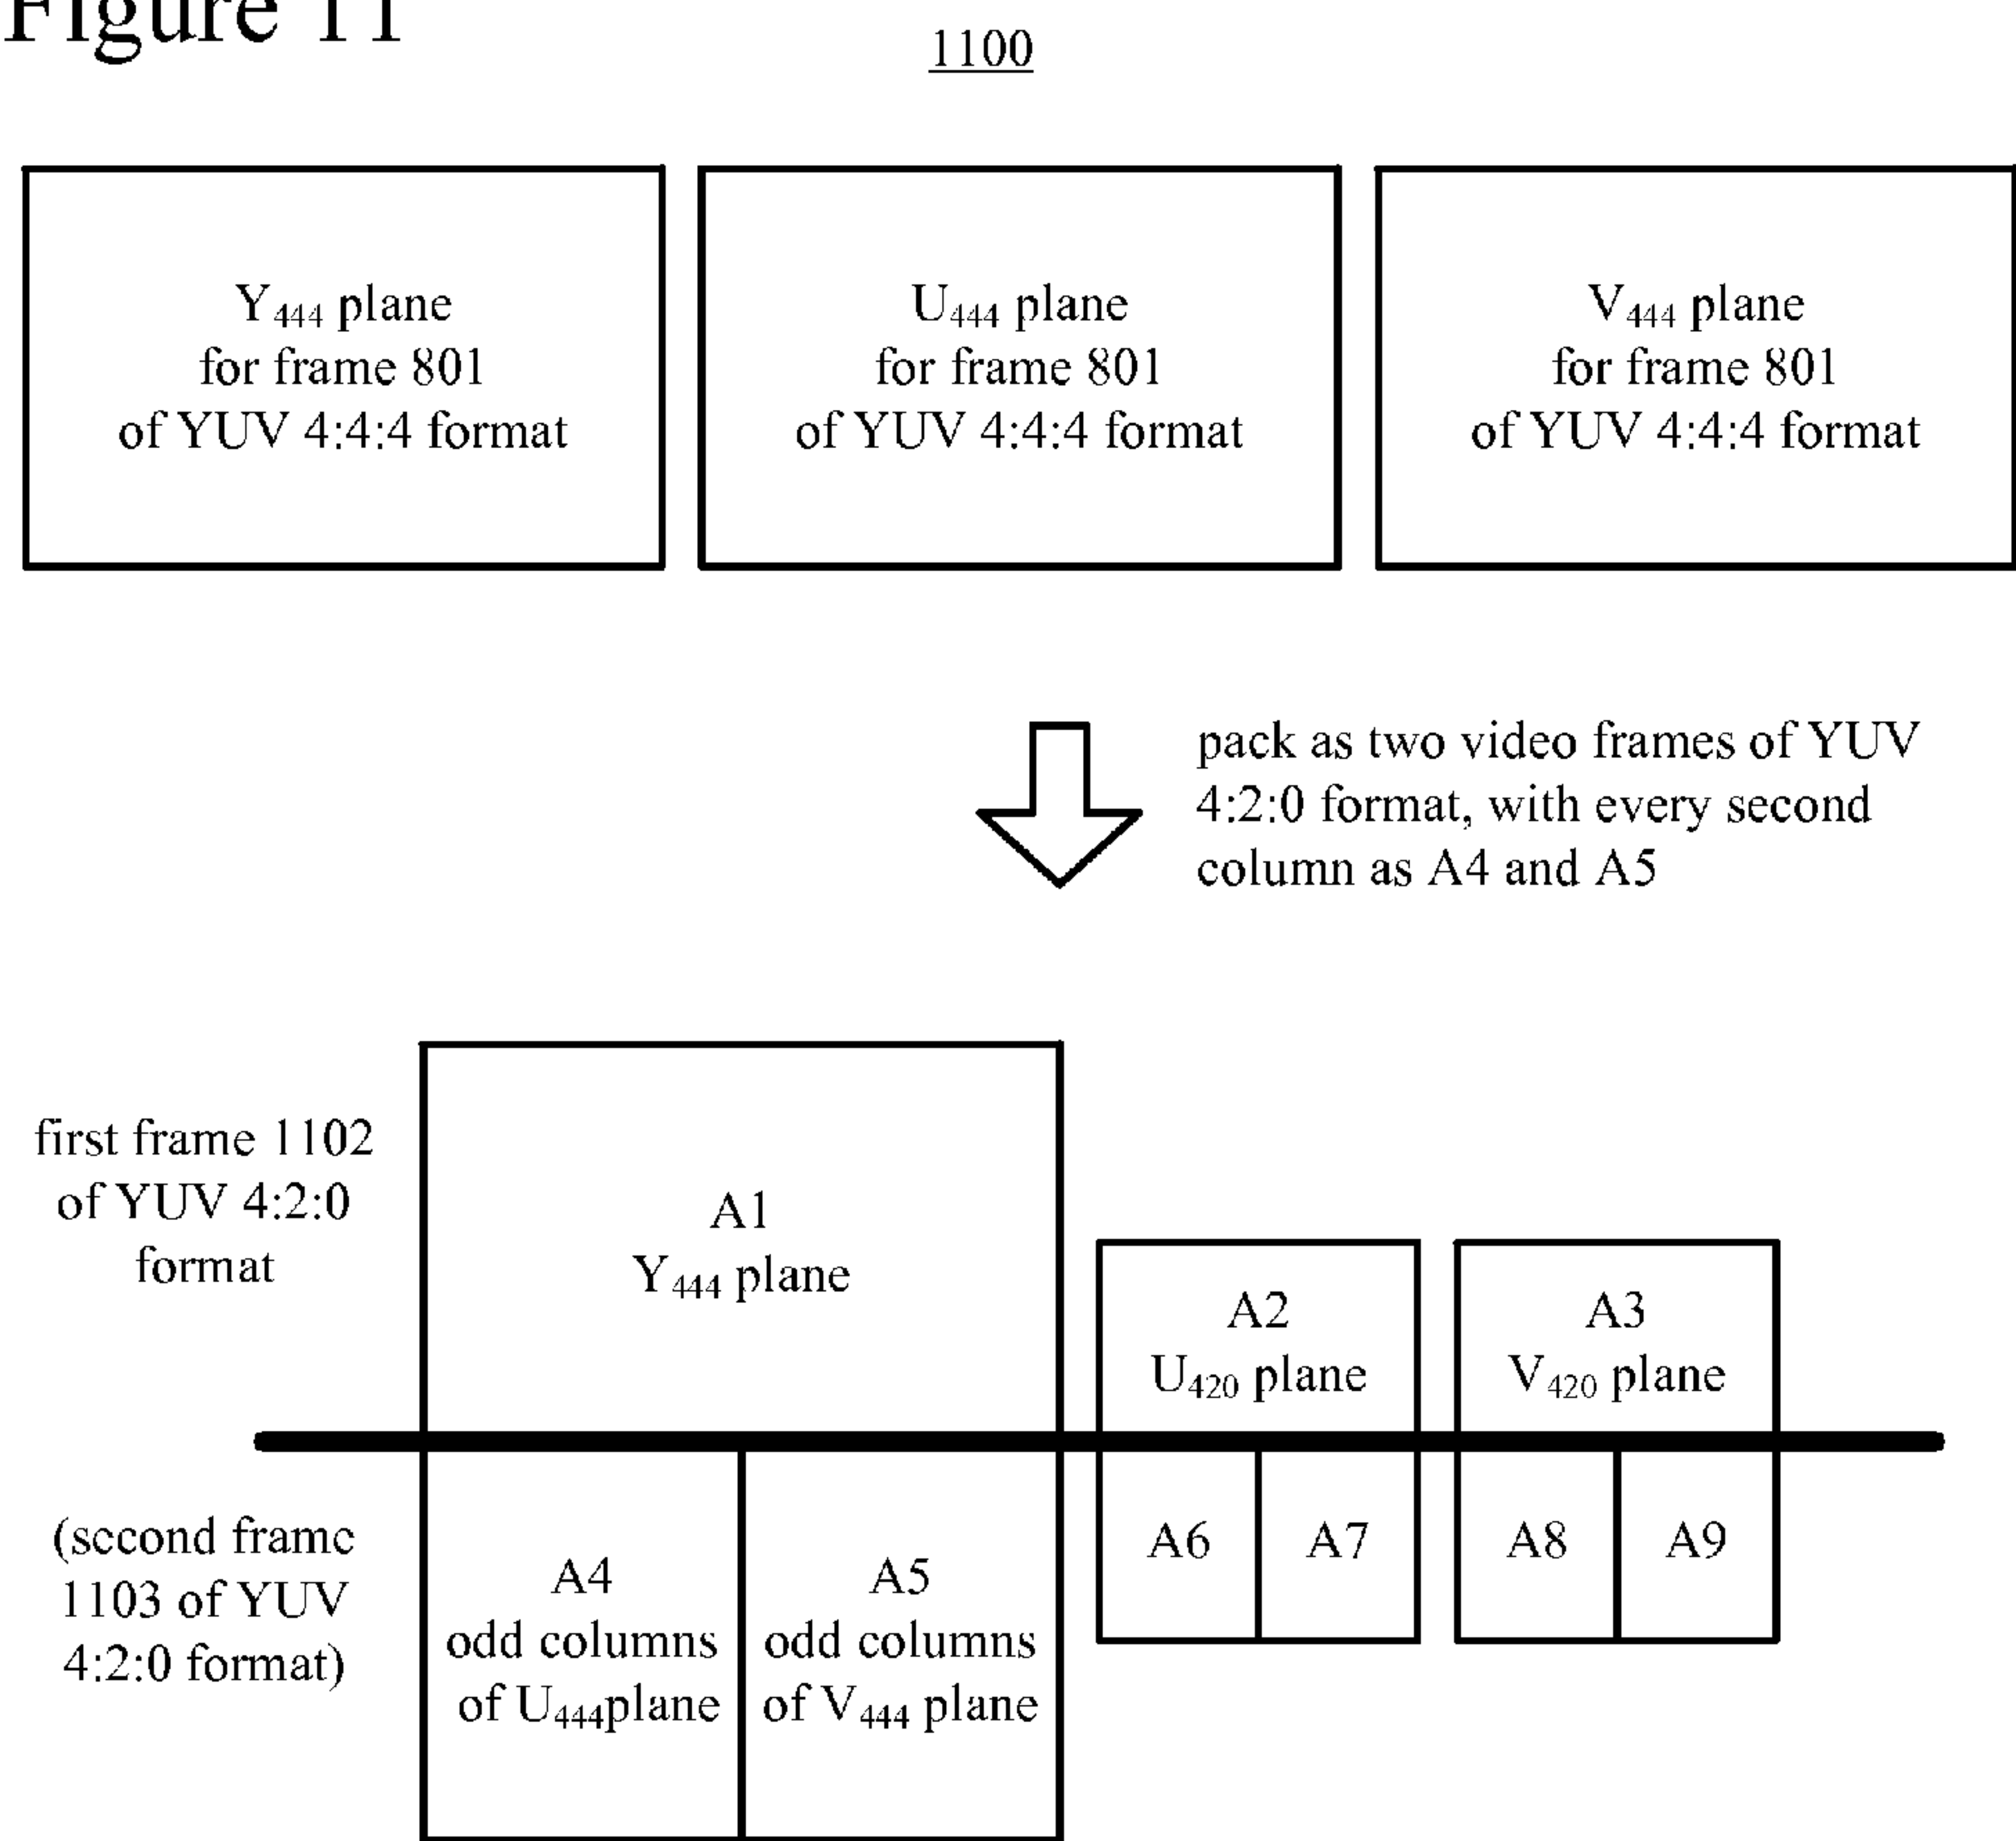 Figure 11
1100
Y444 plane
for frame 801
of YUV 4:4:4 format
U444 plane
for frame 801
of YUV 4:4:4 format
V444 plane
for frame 801
of YUV 4:4:4 format
pack as two video frames of YUV
4:2:0 format, with every second
column as A4 and A5
first frame 1102
of YUV 4:2:0
format
A1
Y444 plane
A2
U420 plane
A3
V420 plane
(second frame
1103 of YUV
4:2:0 format)
A4
odd columns
of U444plane
A5
odd columns
of V444 plane
A6
A7
A8
A9